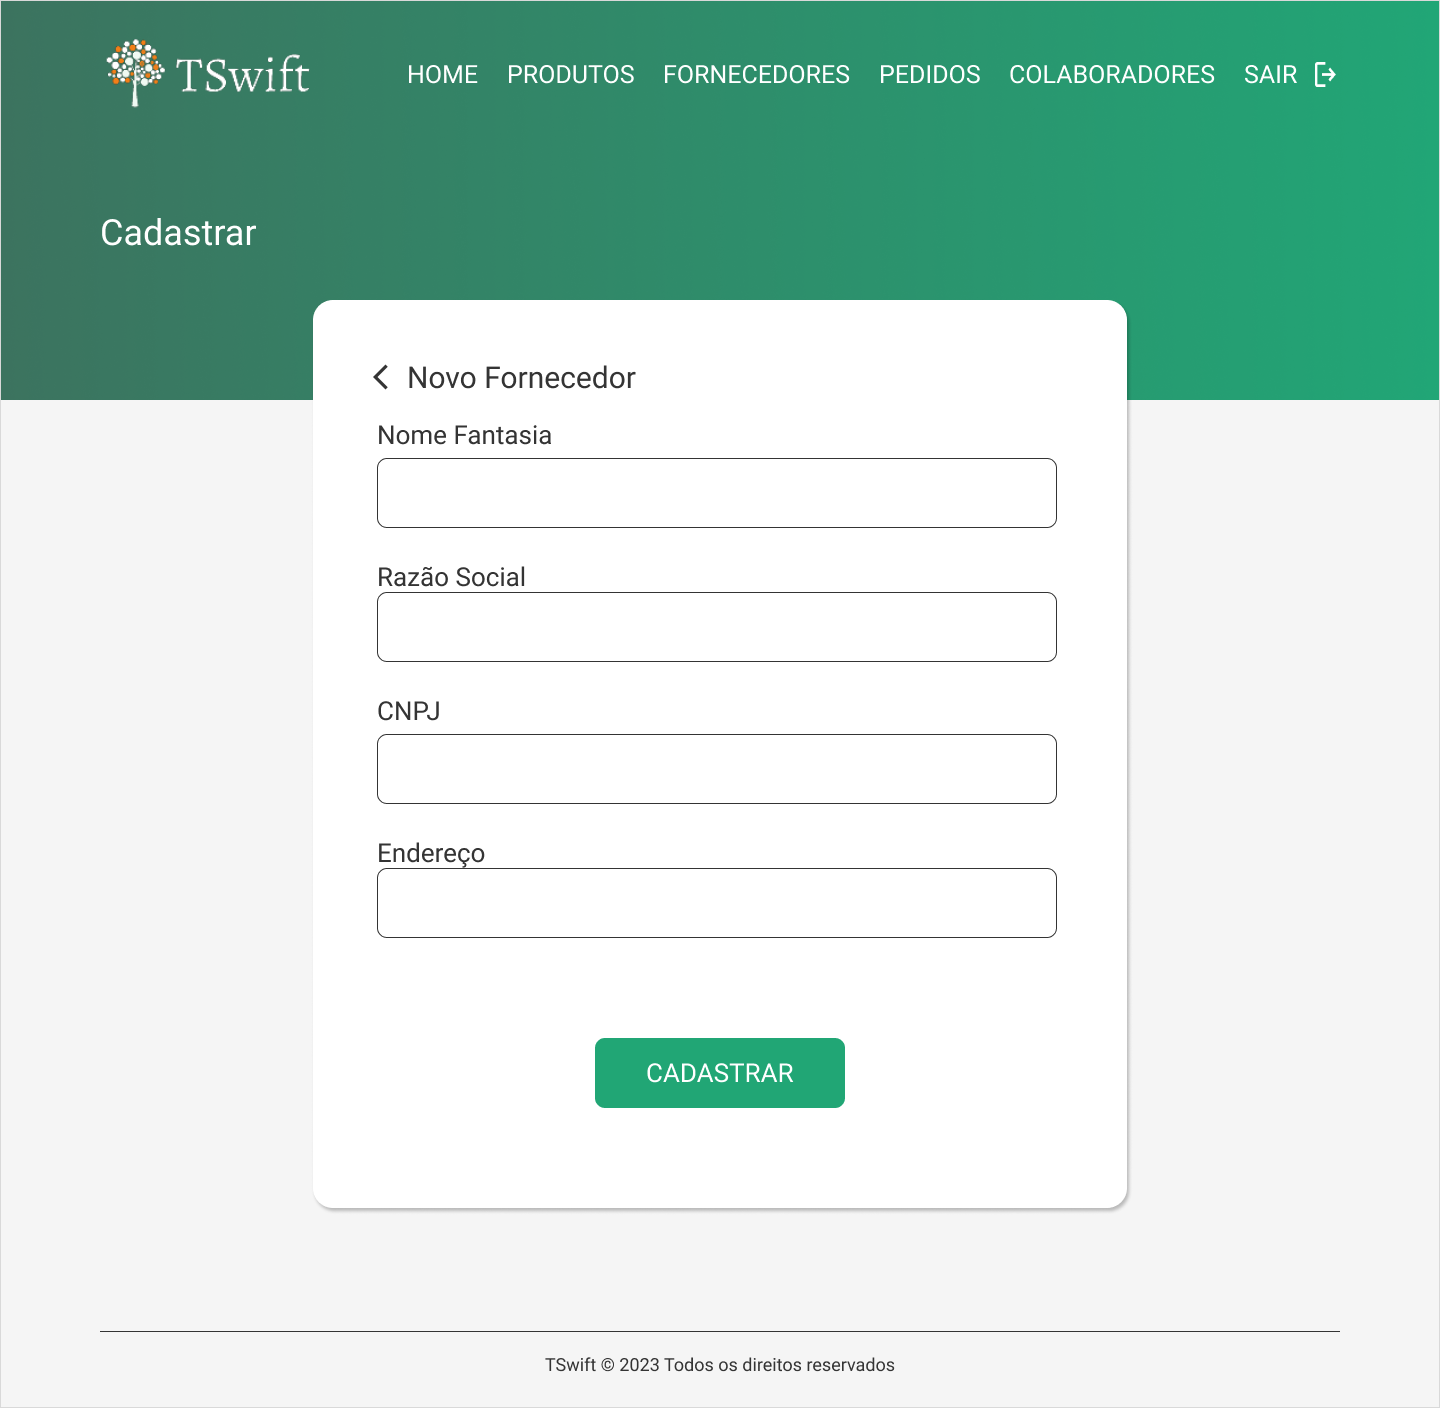 TSwift
HOME PRODUTOS FORNECEDORES PEDIDOS COLABORADORES SAIR
Cadastrar
Novo Fornecedor
Nome Fantasia
Razão Social
CNPJ
Endereço
CADASTRAR
TSwift © 2023 Todos os direitos reservados